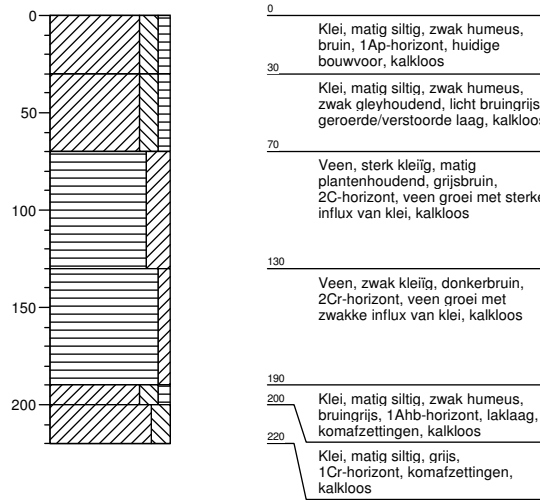 0
50
100
150
200
0
Klei, matig siltig, zwak humeus,
bruin, 1Ap-horizont, huidige
bouwvoor, kalkloos
30
Klei, matig siltig, zwak humeus,
zwak gleyhoudend, licht bruingrijs
geroerde/verstoorde laag, kalkloos
70
Veen, sterk kleiïg, matig
plantenhoudend, grijsbruin,
2C-horizont, veen groei met sterke
influx van klei, kalkloos
130
Veen, zwak kleiïg, donkerbruin,
2Cr-horizont, veen groei met
zwakke influx van klei, kalkloos
190
200
Klei, matig siltig, zwak humeus,
bruingrijs, 1Ahb-horizont, laklaag,
komafzettingen, kalkloos
220
Klei, matig siltig, grijs,
1Cr-horizont, komafzettingen,
kalkloos